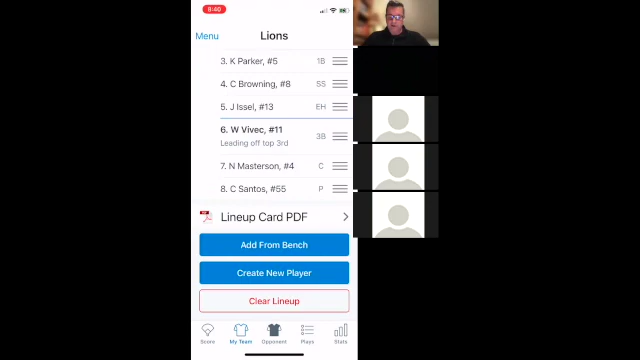 8:40
Menu
Lions
3. K Parker, #5 1B
4. C Browning, #8 SS
5. J Issel, #13 EH
6. W Vivec, #11 3B
Leading off top 3rd
7. N Masterson, #4 C
8. C Santos, #55 P
Lineup Card PDF
Add From Bench
Create New Player
Clear Lineup
Score My Team Opponent Plays Stats